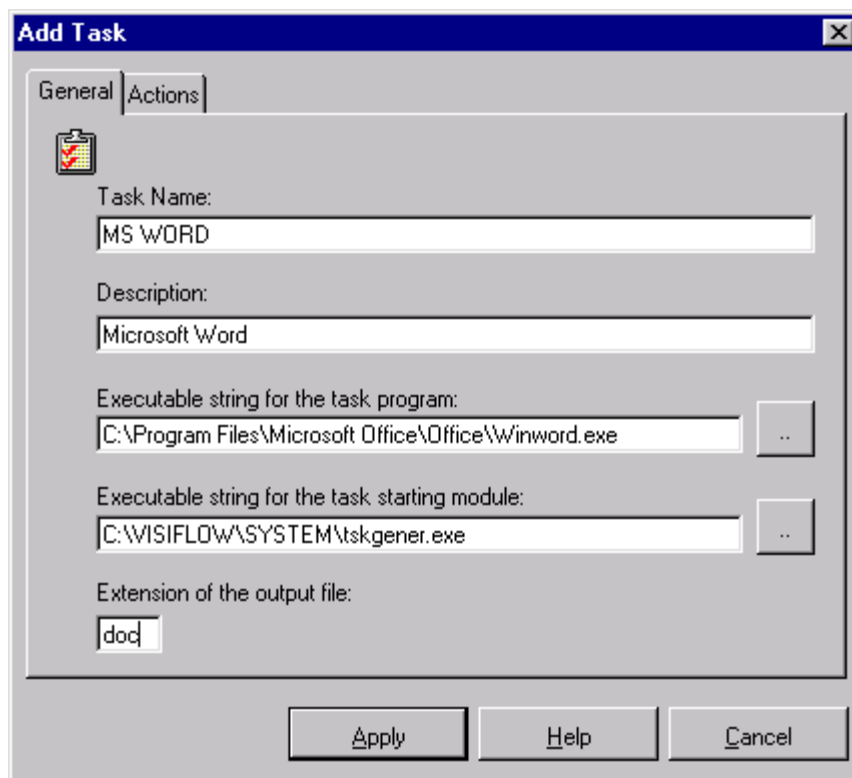 Add Task
General Actions
Task Name:
MS WORD
Description:
Microsoft Word
Executable string for the task program:
C:\Program Files\Microsoft Office\Office\Winword.exe
..
Executable string for the task starting module:
C:\VISIFLOW\SYSTEM\tskgener.exe
..
Extension of the output file:
doc
Apply Help Cancel